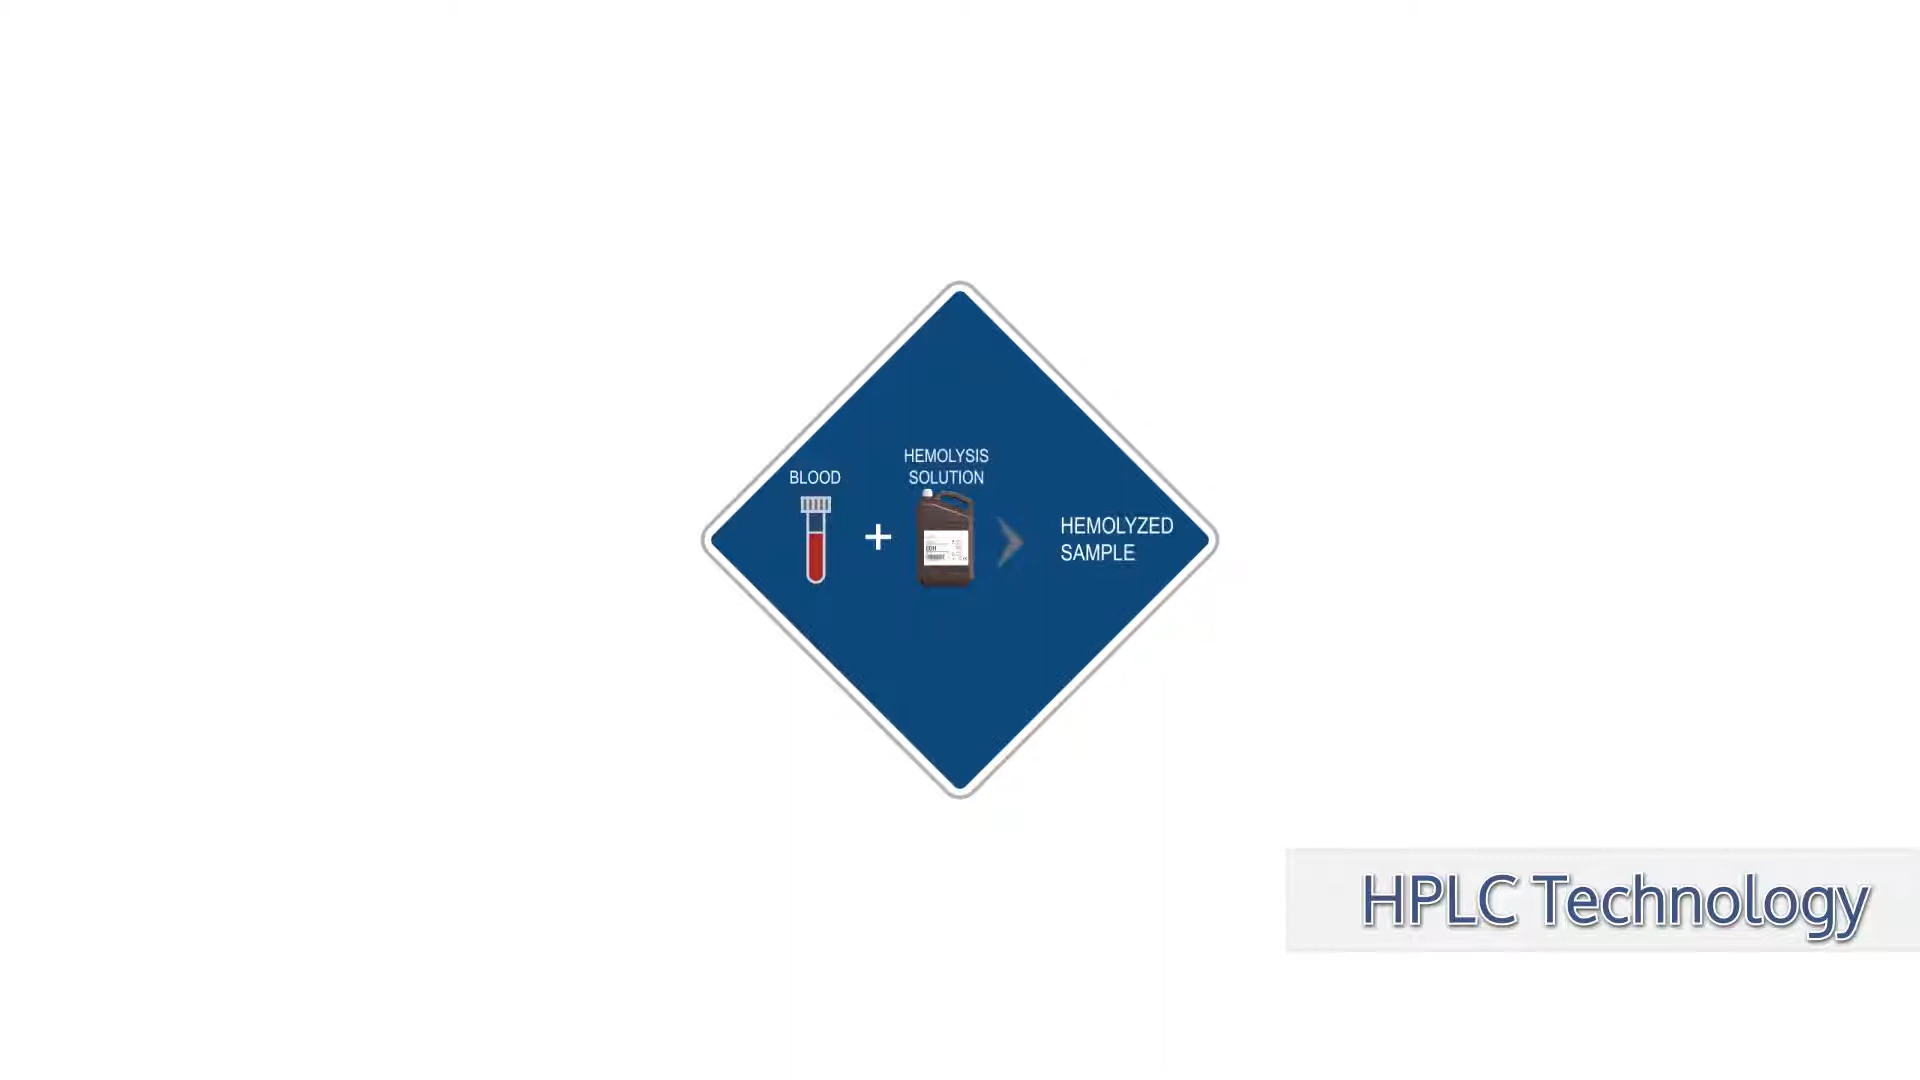 BLOOD
HEMOLYSIS
SOLUTION
HEMOLYZED
SAMPLE
HPLC Technology